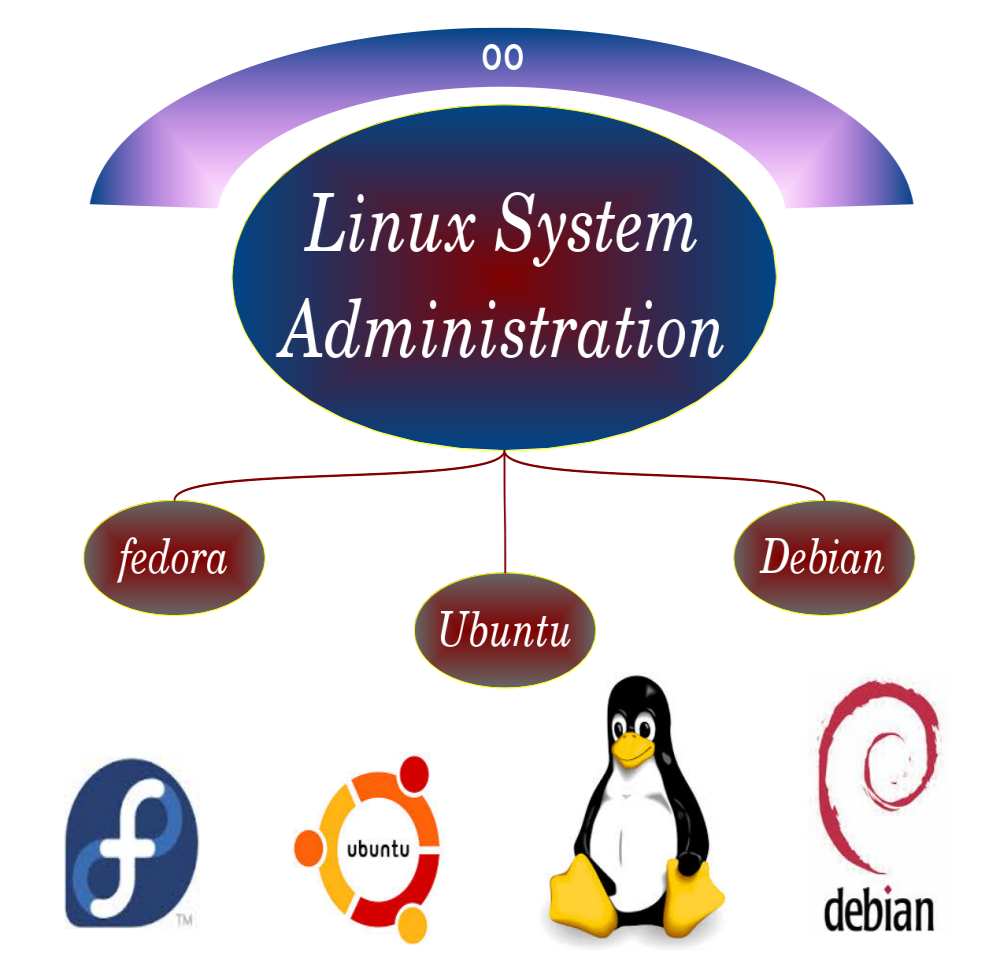 00
Linux System
Administration
fedora
Debian
Ubuntu
ubuntu
TM
debian